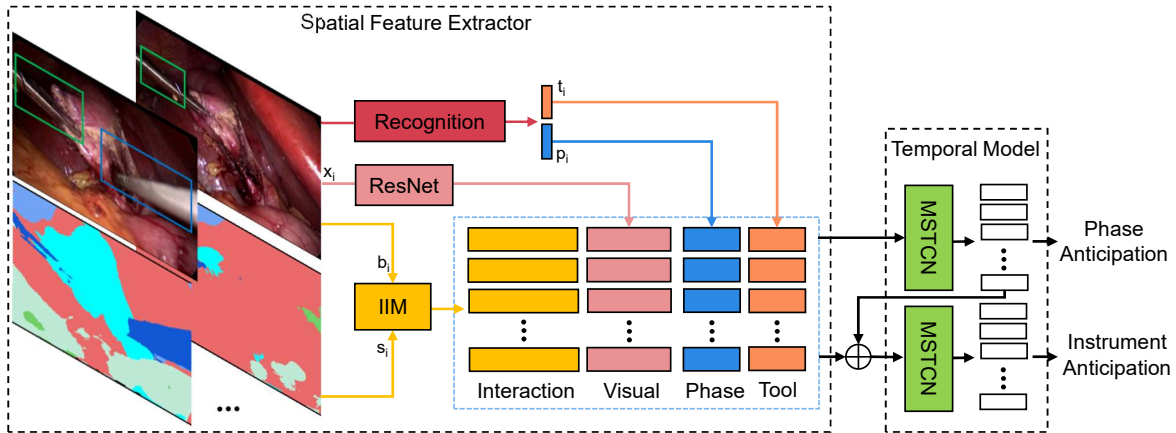 Spatial Feature Extractor
t_i
Recognition
p_i
x_i
ResNet
b_i
IIM
s_i
Interaction
Visual
Phase
Tool
...
Temporal Model
MSTCN
Phase
Anticipation
MSTCN
Instrument
Anticipation